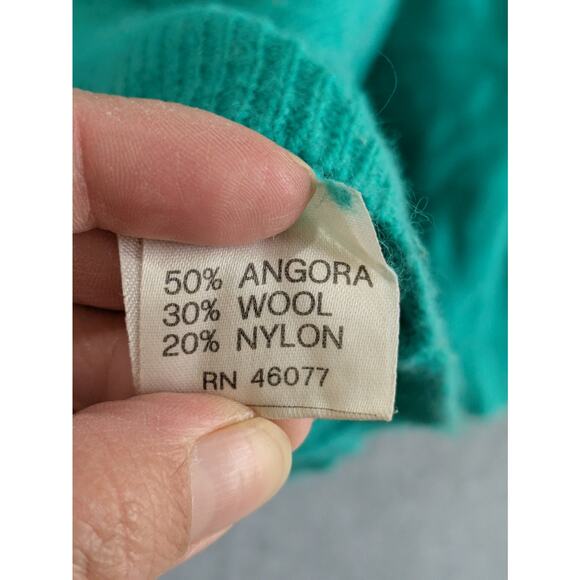 50% ANGORA
30% WOOL
20% NYLON
RN 46077